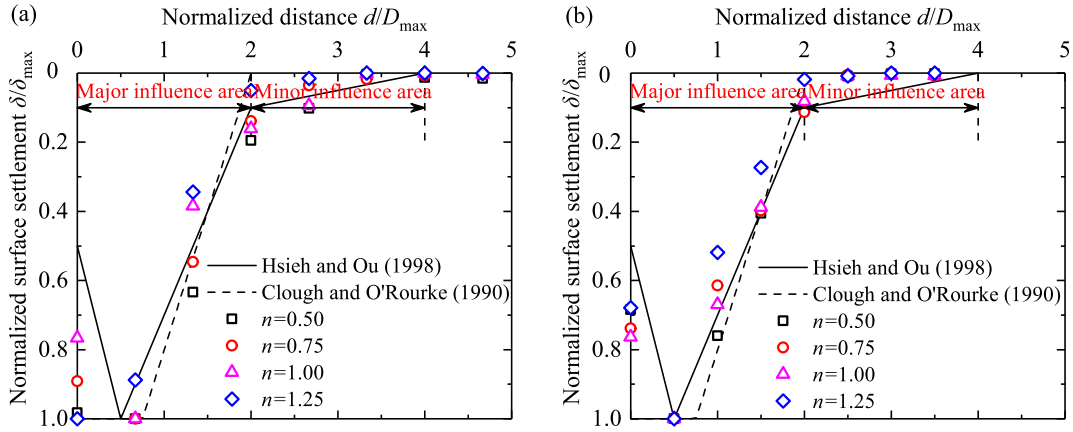 (a)
Normalized distance d/Dmax
0 1 2 3 4 5
Normalized surface settlement δ/δmax
0
0.2
0.4
0.6
0.8
1.0
Major influence area
Minor influence area
Hsieh and Ou (1998)
Clough and O'Rourke (1990)
n=0.50
n=0.75
n=1.00
n=1.25
(b)
Normalized distance d/Dmax
0 1 2 3 4 5
Normalized surface settlement δ/δmax
0
0.2
0.4
0.6
0.8
1.0
Major influence area
Minor influence area
Hsieh and Ou (1998)
Clough and O'Rourke (1990)
n=0.50
n=0.75
n=1.00
n=1.25